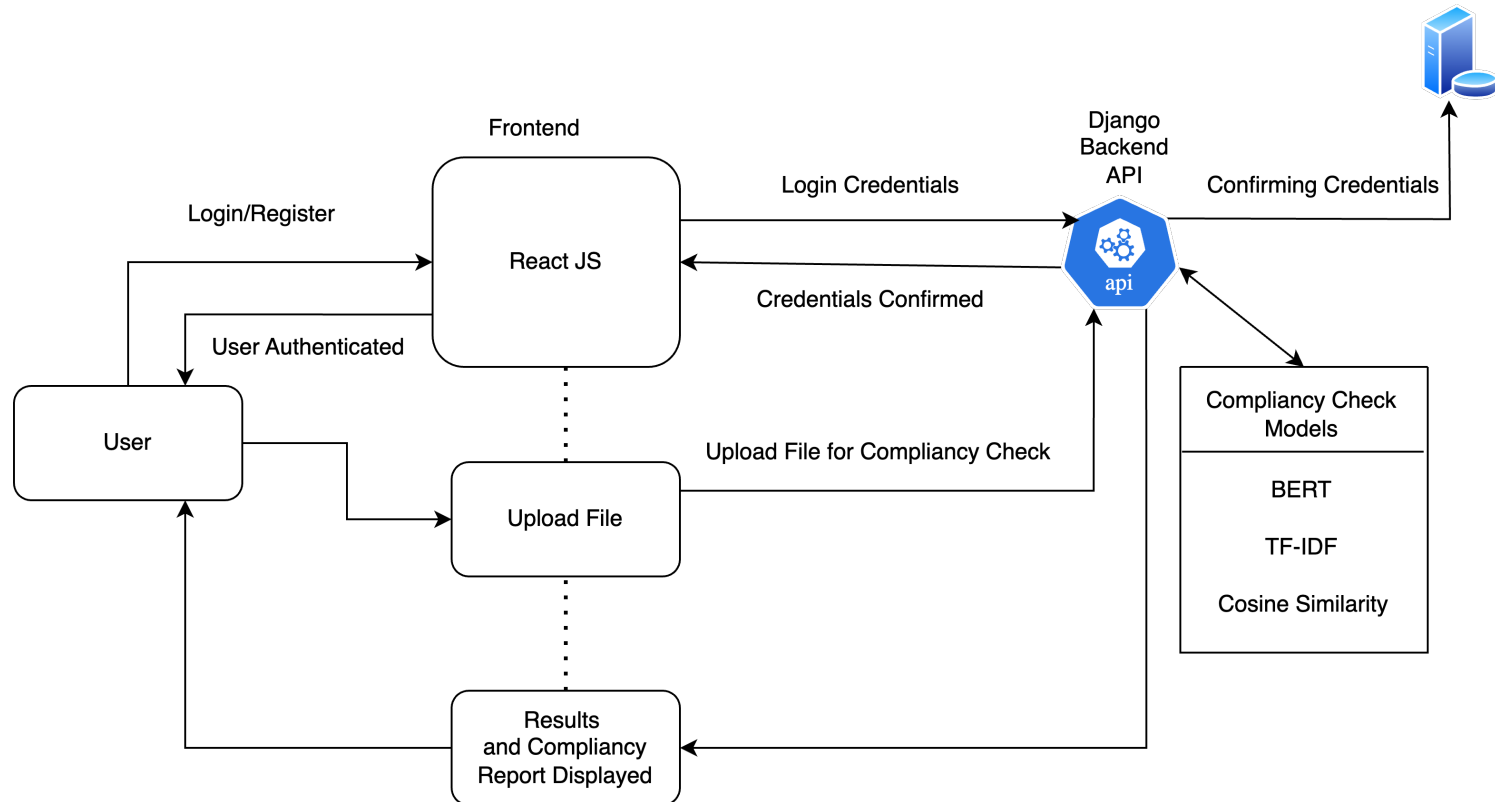 Frontend
Django
Backend
API
Login Credentials
Confirming Credentials
Login/Register
React JS
api
Credentials Confirmed
User Authenticated
User
Compliancy Check
Models
BERT
TF-IDF
Cosine Similarity
Upload File for Compliancy Check
Upload File
Results
and Compliancy
Report Displayed